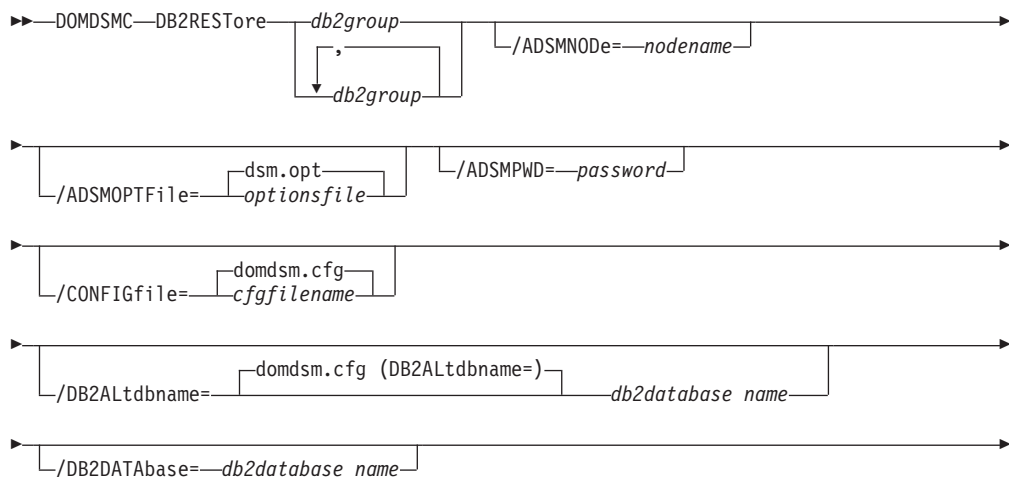 DOMDSMC DB2RESTore db2group /ADSMNODe= nodename
,
db2group
/ADSMOPTFile= dsm.opt /ADSMPWD= password
optionsfile
/CONFIGfile= domdsm.cfg
cfgfilename
domdsm.cfg (DB2ALtdbname=)
/DB2ALtdbname= db2database name
/DB2DATAbase= db2database name